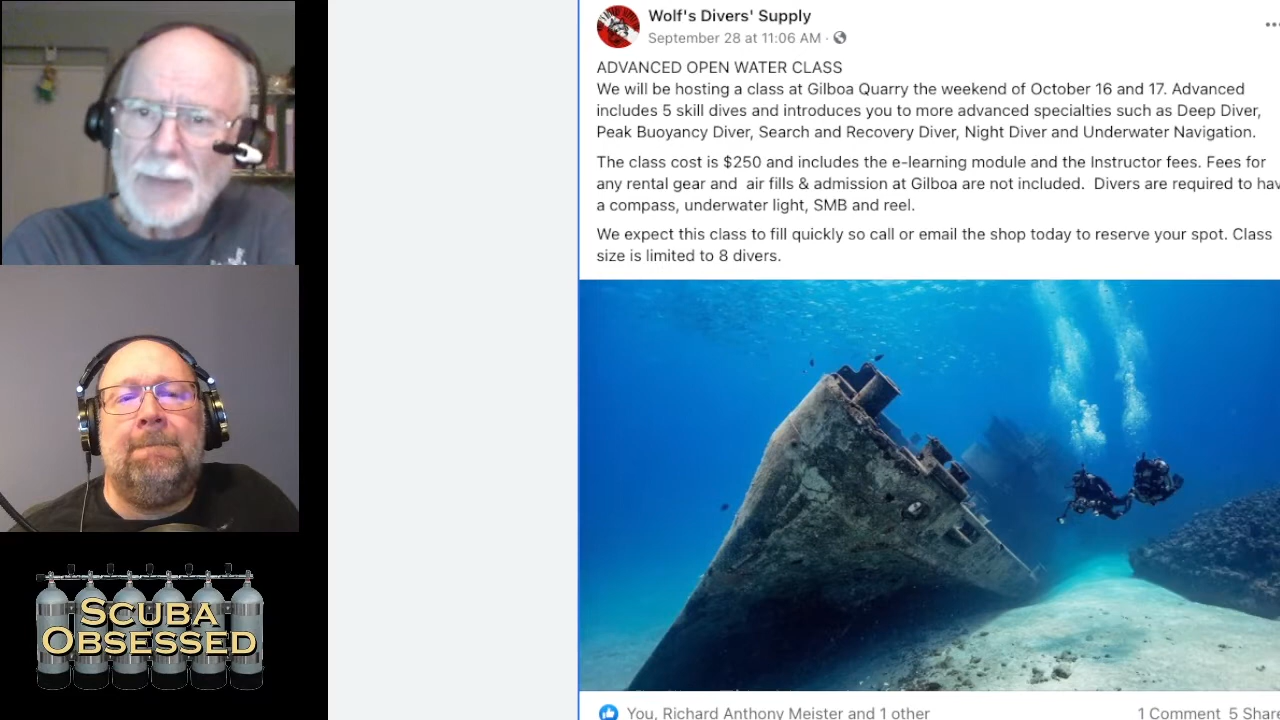 Wolf's Divers' Supply
September 28 at 11:06 AM ·
ADVANCED OPEN WATER CLASS
We will be hosting a class at Gilboa Quarry the weekend of October 16 and 17. Advanced
includes 5 skill dives and introduces you to more advanced specialties such as Deep Diver,
Peak Buoyancy Diver, Search and Recovery Diver, Night Diver and Underwater Navigation.
The class cost is $250 and includes the e-learning module and the Instructor fees. Fees for
any rental gear and air fills & admission at Gilboa are not included. Divers are required to hav
a compass, underwater light, SMB and reel.
We expect this class to fill quickly so call or email the shop today to reserve your spot. Class
size is limited to 8 divers.
SCUBA
OBSESSED
You, Richard Anthony Meister and 1 other
1 Comment 5 Share